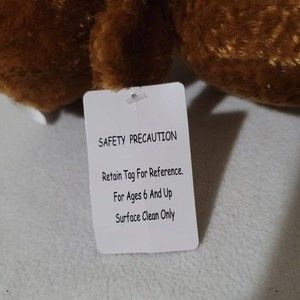 SAFETY PRECAUTION
Retain Tag For Reference.
For Ages 6 And Up
Surface Clean Only